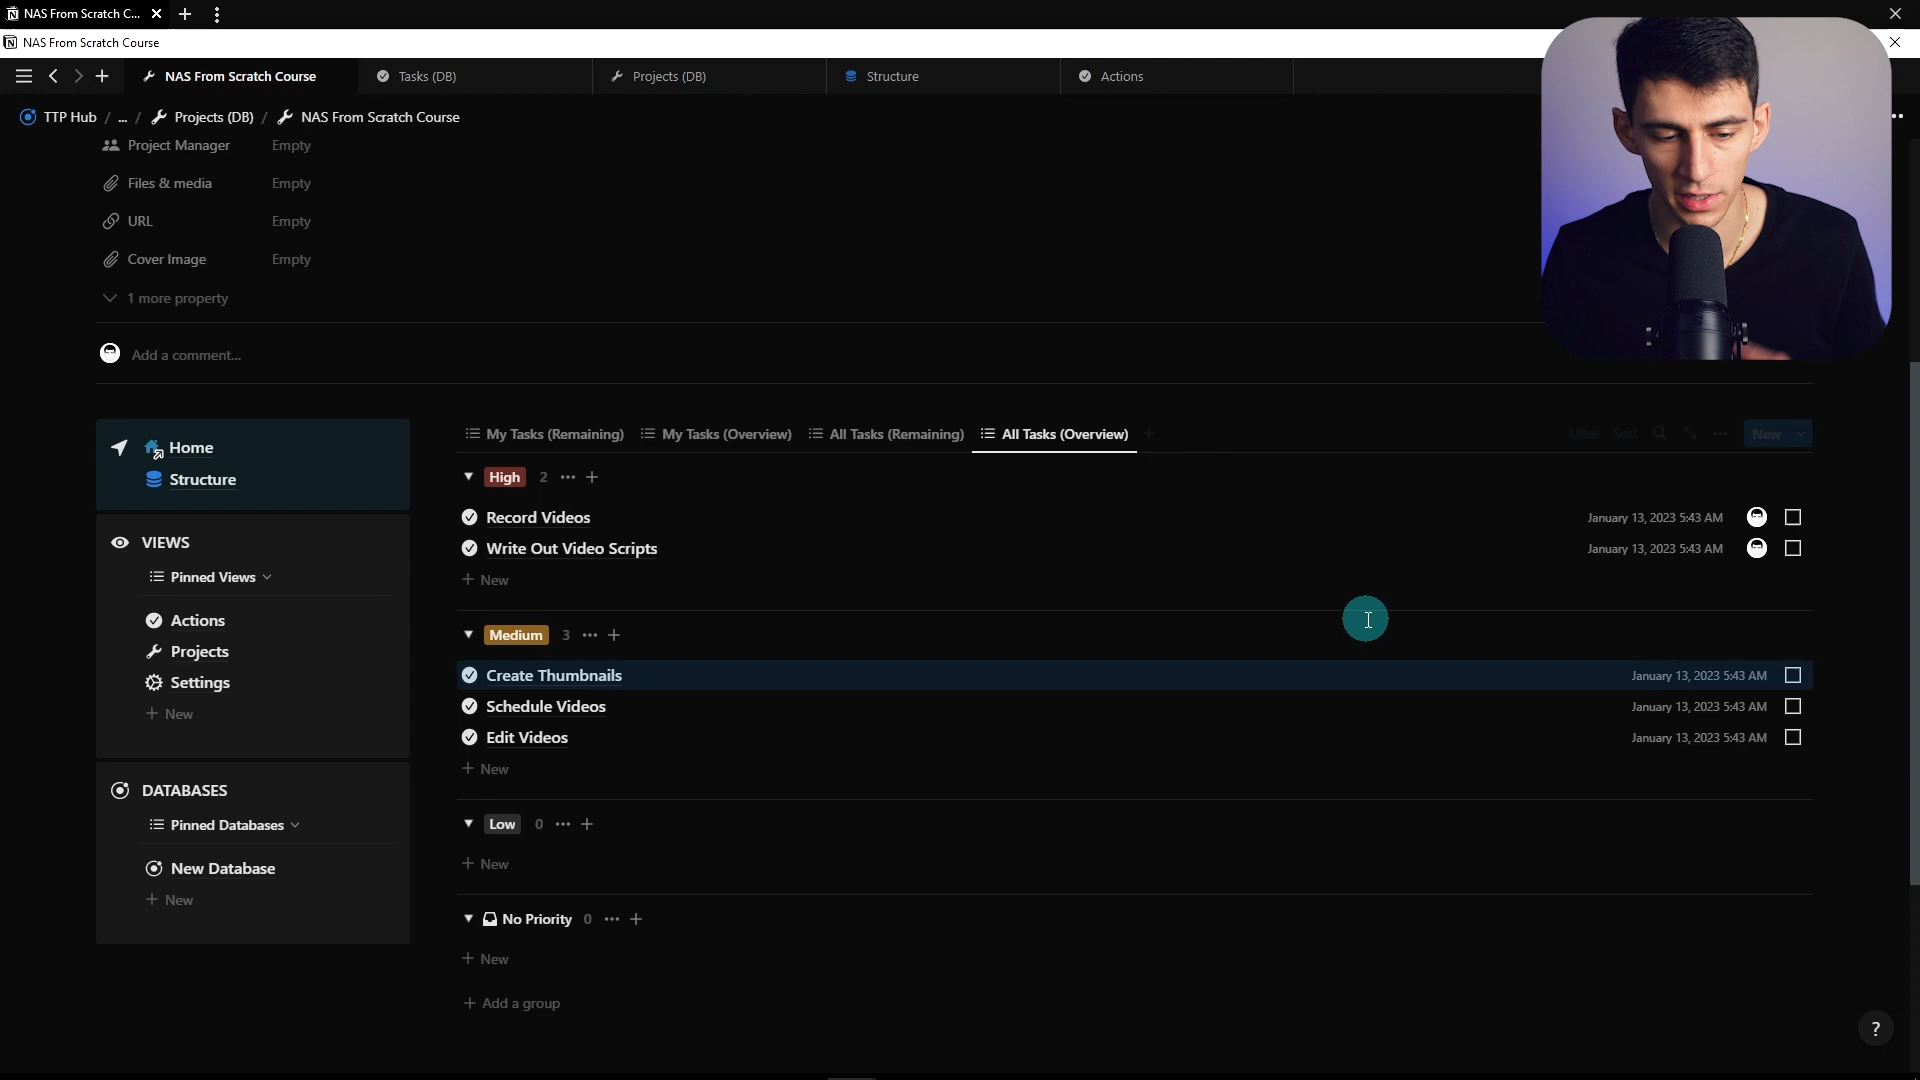 NAS From Scratch C...
NAS From Scratch Course
NAS From Scratch Course
Tasks (DB)
Projects (DB)
Structure
Actions
TTP Hub / ... / Projects (DB) / NAS From Scratch Course
Project Manager Empty
Files & media Empty
URL Empty
Cover Image Empty
1 more property
Add a comment...
Home
Structure
VIEWS
Pinned Views
Actions
Projects
Settings
+ New
DATABASES
Pinned Databases
New Database
+ New
My Tasks (Remaining) My Tasks (Overview) All Tasks (Remaining) All Tasks (Overview) +
Filter Sort ... New
High 2 ... +
Record Videos January 13, 2023 5:43 AM
Write Out Video Scripts January 13, 2023 5:43 AM
+ New
Medium 3 ... +
Create Thumbnails January 13, 2023 5:43 AM
Schedule Videos January 13, 2023 5:43 AM
Edit Videos January 13, 2023 5:43 AM
+ New
Low 0 ... +
+ New
No Priority 0 ... +
+ New
+ Add a group
?